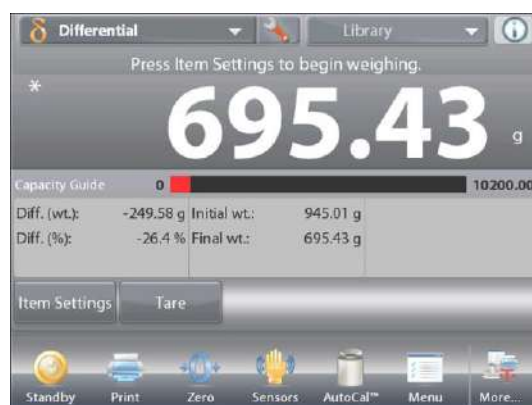 δ Differential Library
Press Item Settings to begin weighing.
* 695.43 g
Capacity Guide 0 10200.00
Diff. (wt.): -249.58 g Initial wt.: 945.01 g
Diff. (%): -26.4 % Final wt.: 695.43 g
Item Settings Tare
Standby Print Zero Sensors AutoCal™ Menu More...